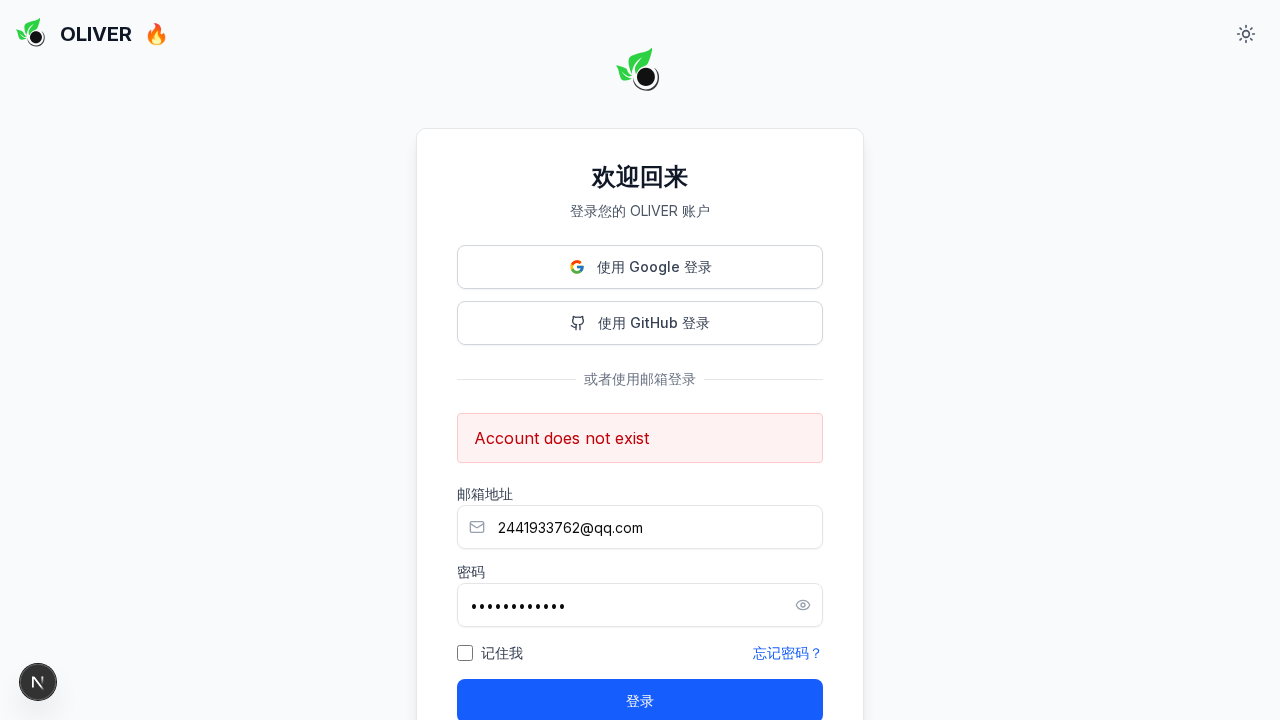 OLIVER 🔥
欢迎回来
登录您的 OLIVER 账户
使用 Google 登录
使用 GitHub 登录
或者使用邮箱登录
Account does not exist
邮箱地址
2441933762@qq.com
密码
••••••••••••
记住我
忘记密码？
登录
N